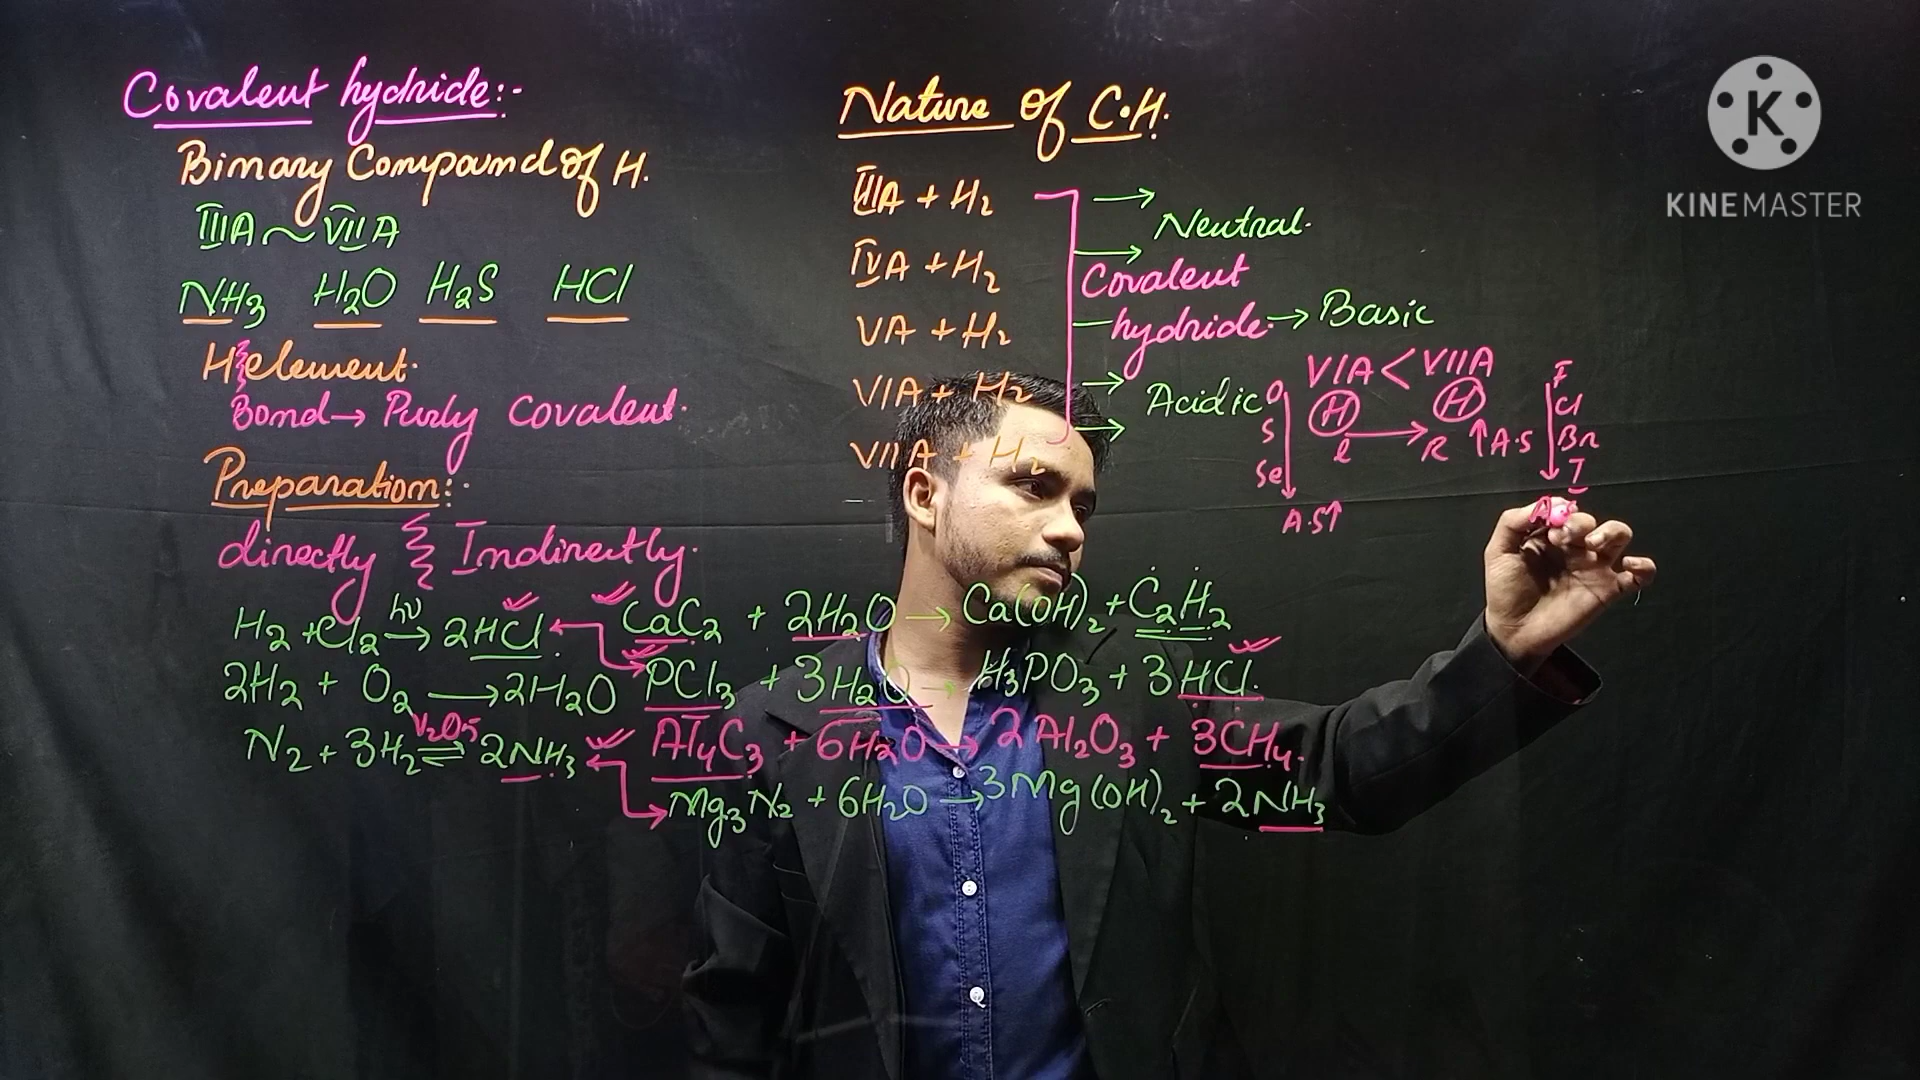 Covalent hydride:-
Binary Compound of H.
IIIA ~ VIIA
NH3 H2O H2S HCl
H element.
Bond → Purly Covalent.
Preparation:-
directly Indirectly.
H2 + Cl2 hν → 2HCl
2H2 + O2 → 2H2O
N2 + 3H2 V2O5 ⇌ 2NH3
CaC2 + 2H2O → Ca(OH)2 + C2H2
PCl3 + 3H2O → H3PO3 + 3HCl.
Al4C3 + 6H2O → 2Al2O3 + 3CH4.
Mg3N2 + 6H2O → 3Mg(OH)2 + 2NH3
Nature of C.H.
IIIA + H2
IVA + H2
VA + H2
VIA + H2
VIIA + H2
Covalent
hydride.
→ Neutral.
→ Basic
→ Acidic
VIA < VIIA
H H
l → R ↑ A.S
O
S
Se
A.S↑
F
Cl
Br
I
A
K
KINEMASTER